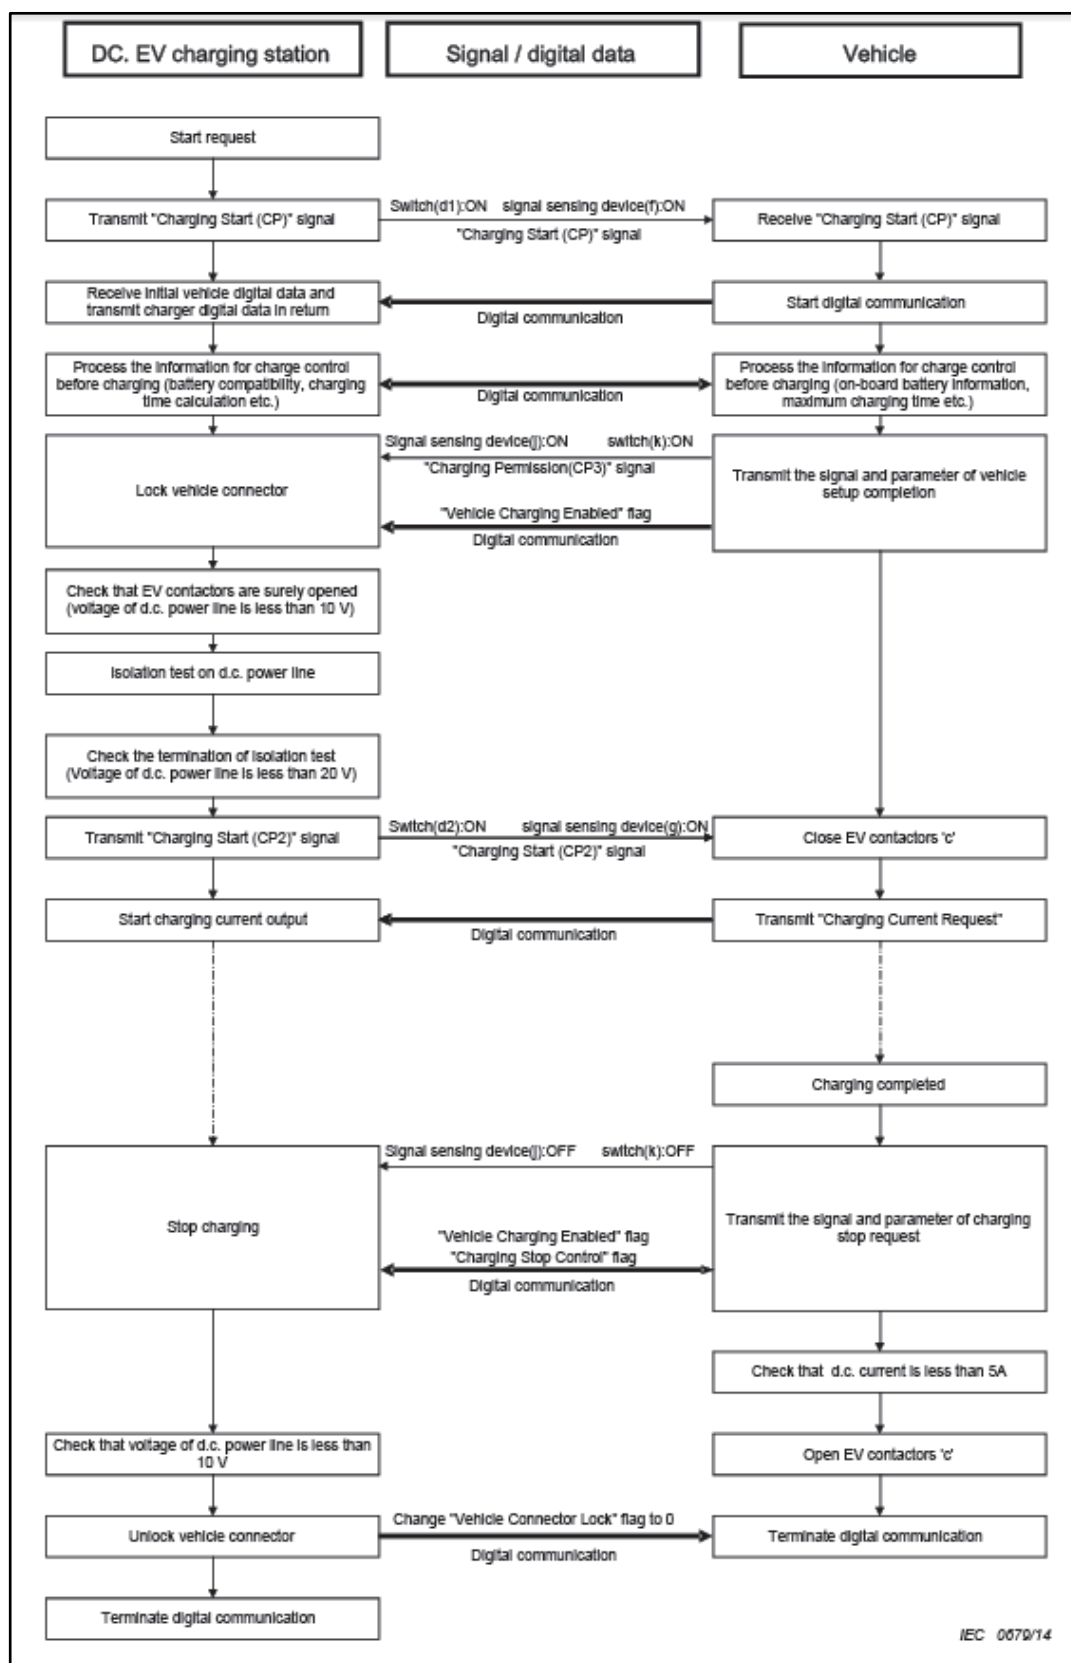 DC. EV charging station
Signal / digital data
Vehicle
Start request
Transmit "Charging Start (CP)" signal
Switch(d1):ON signal sensing device(f):ON
"Charging Start (CP)" signal
Receive "Charging Start (CP)" signal
Receive initial vehicle digital data and
transmit charger digital data in return
Digital communication
Start digital communication
Process the information for charge control
before charging (battery compatibility, charging
time calculation etc.)
Digital communication
Process the information for charge control
before charging (on-board battery information,
maximum charging time etc.)
Lock vehicle connector
Signal sensing device(j):ON switch(k):ON
"Charging Permission(CP3)" signal
"Vehicle Charging Enabled" flag
Digital communication
Transmit the signal and parameter of vehicle
setup completion
Check that EV contactors are surely opened
(voltage of d.c. power line is less than 10 V)
Isolation test on d.c. power line
Check the termination of isolation test
(Voltage of d.c. power line is less than 20 V)
Transmit "Charging Start (CP2)" signal
Switch(d2):ON signal sensing device(g):ON
"Charging Start (CP2)" signal
Close EV contactors 'c'
Start charging current output
Digital communication
Transmit "Charging Current Request"
Charging completed
Stop charging
Signal sensing device(j):OFF switch(k):OFF
"Vehicle Charging Enabled" flag
"Charging Stop Control" flag
Digital communication
Transmit the signal and parameter of charging
stop request
Check that d.c. current is less than 5A
Check that voltage of d.c. power line is less than
10 V
Open EV contactors 'c'
Unlock vehicle connector
Change "Vehicle Connector Lock" flag to 0
Digital communication
Terminate digital communication
Terminate digital communication
IEC 0679/14